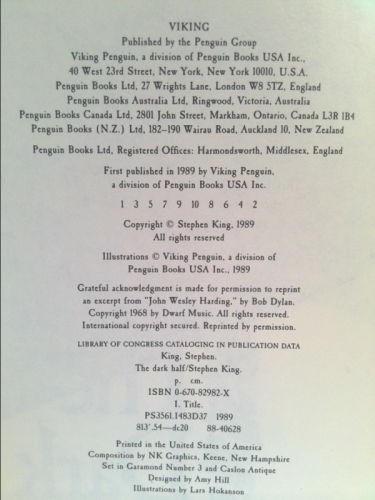 VIKING
Published by the Penguin Group
Viking Penguin, a division of Penguin Books USA Inc.,
40 West 23rd Street, New York, New York 10010, U.S.A.
Penguin Books Ltd, 27 Wrights Lane, London W8 5TZ, England
Penguin Books Australia Ltd, Ringwood, Victoria, Australia
Penguin Books Canada Ltd, 2801 John Street, Markham, Ontario, Canada L3R 1B4
Penguin Books (N.Z.) Ltd, 182–190 Wairau Road, Auckland 10, New Zealand
Penguin Books Ltd, Registered Offices: Harmondsworth, Middlesex, England
First published in 1989 by Viking Penguin,
a division of Penguin Books USA Inc.
1 3 5 7 9 10 8 6 4 2
Copyright © Stephen King, 1989
All rights reserved
Illustrations © Viking Penguin, a division of
Penguin Books USA Inc., 1989
Grateful acknowledgment is made for permission to reprint
an excerpt from "John Wesley Harding," by Bob Dylan.
Copyright 1968 by Dwarf Music. All rights reserved.
International copyright secured. Reprinted by permission.
LIBRARY OF CONGRESS CATALOGING IN PUBLICATION DATA
King, Stephen.
The dark half/Stephen King.
p. cm.
ISBN 0-670-82982-X
I. Title.
PS3561.I483D37 1989
813'.54—dc20 88-40628
Printed in the United States of America
Composition by NK Graphics, Keene, New Hampshire
Set in Garamond Number 3 and Caslon Antique
Designed by Amy Hill
Illustrations by Lars Hokanson